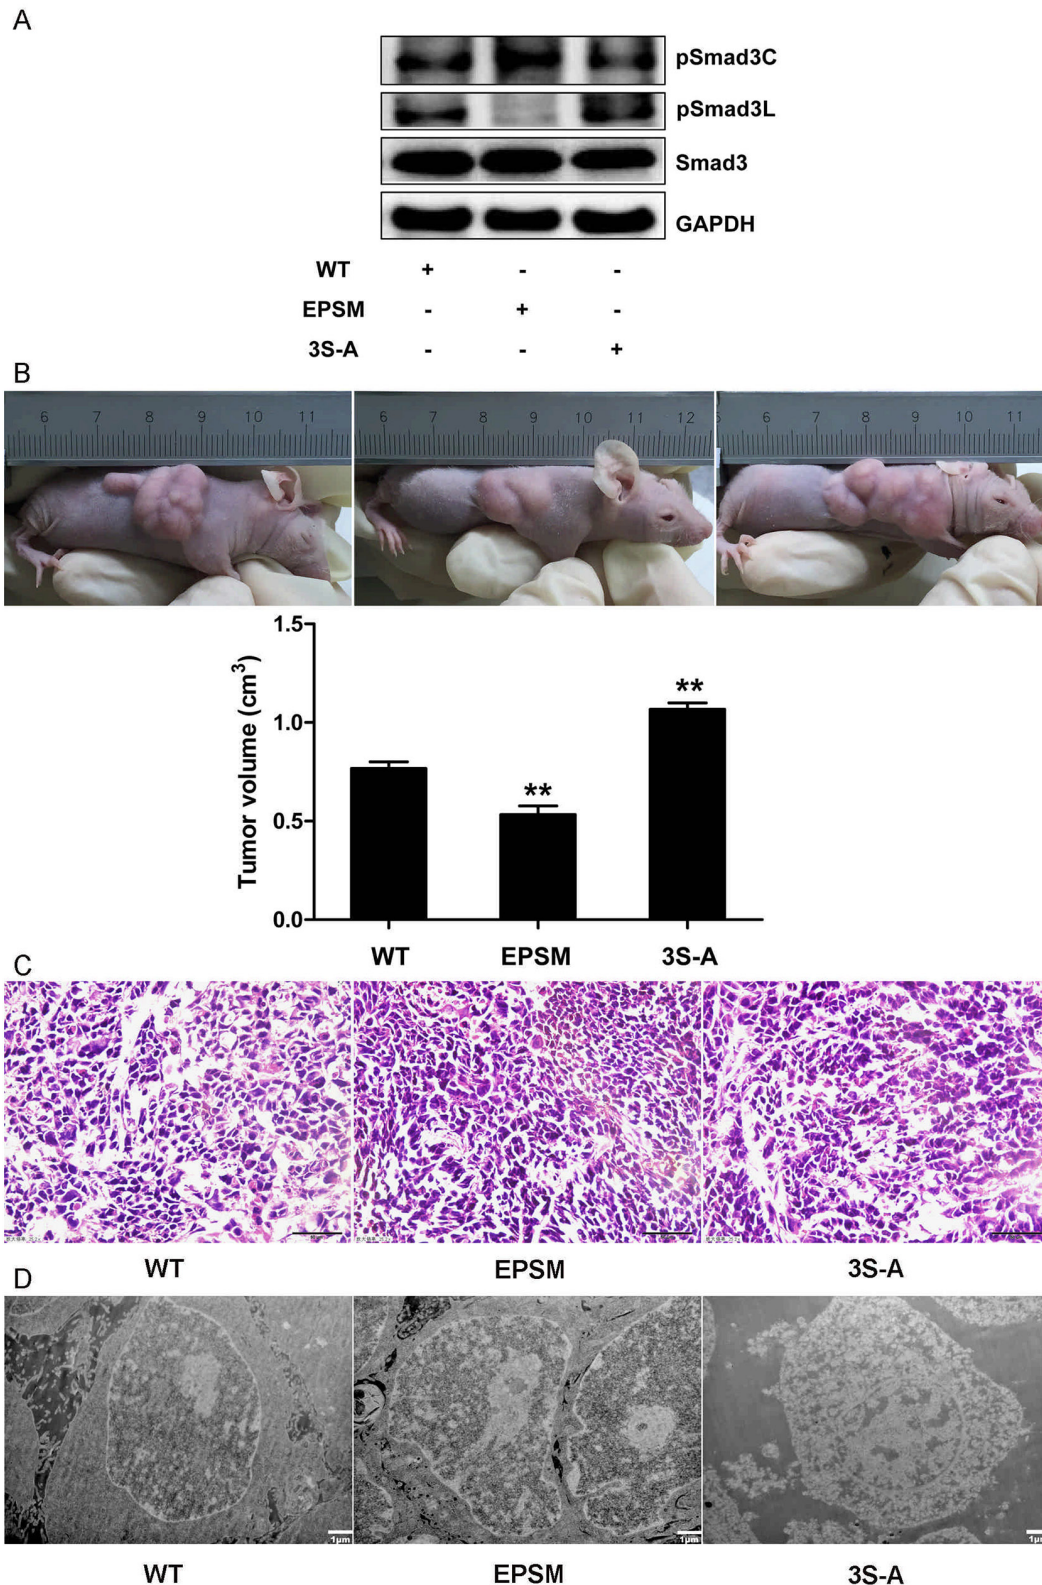 A
pSmad3C
pSmad3L
Smad3
GAPDH
WT + - -
EPSM - + -
3S-A - - +
B
6 7 8 9 10 11
6 7 8 9 10 11 12
6 7 8 9 10 11
1.5
1.0
0.5
0.0
Tumor volume (cm³)
**
**
WT EPSM 3S-A
C
WT EPSM 3S-A
D
1μm 1μm 1μm
WT EPSM 3S-A